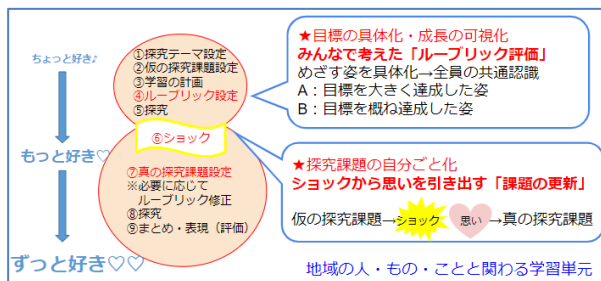 ちょっと好き♪
もっと好き♡
ずっと好き♡♡
①探究テーマ設定
②仮の探究課題設定
③学習の計画
④ルーブリック設定
⑤探究
⑥ショック
⑦真の探究課題設定
※必要に応じて
ルーブリック修正
⑧探究
⑨まとめ・表現（評価）
★目標の具体化・成長の可視化
みんなで考えた「ルーブリック評価」
めざす姿を具体化→全員の共通認識
A：目標を大きく達成した姿
B：目標を概ね達成した姿
★探究課題の自分ごと化
ショックから思いを引き出す「課題の更新」
仮の探究課題→ショック 思い→真の探究課題
地域の人・もの・ことと関わる学習単元